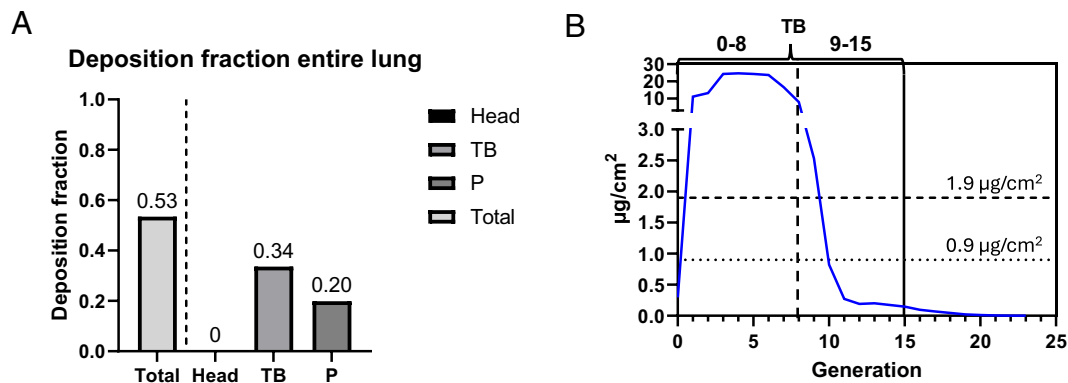 A
Deposition fraction entire lung
Deposition fraction
1.0
0.8
0.6
0.4
0.2
0.0
0.53
0
0.34
0.20
Total Head TB P
Head
TB
P
Total
B
TB
0-8 9-15
µg/cm²
30
20
10
3.0
2.5
2.0
1.5
1.0
0.5
0.0
1.9 µg/cm²
0.9 µg/cm²
0 5 10 15 20 25
Generation